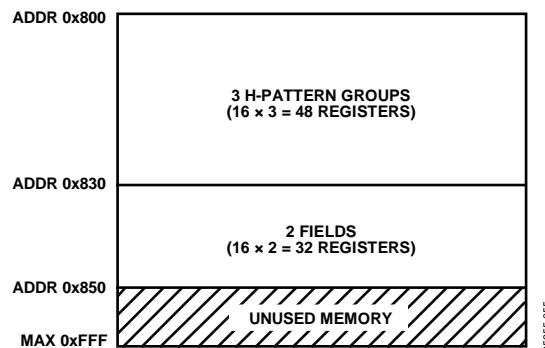 ADDR 0x800
3 H-PATTERN GROUPS
(16 × 3 = 48 REGISTERS)
ADDR 0x830
2 FIELDS
(16 × 2 = 32 REGISTERS)
ADDR 0x850
UNUSED MEMORY
MAX 0xFFF